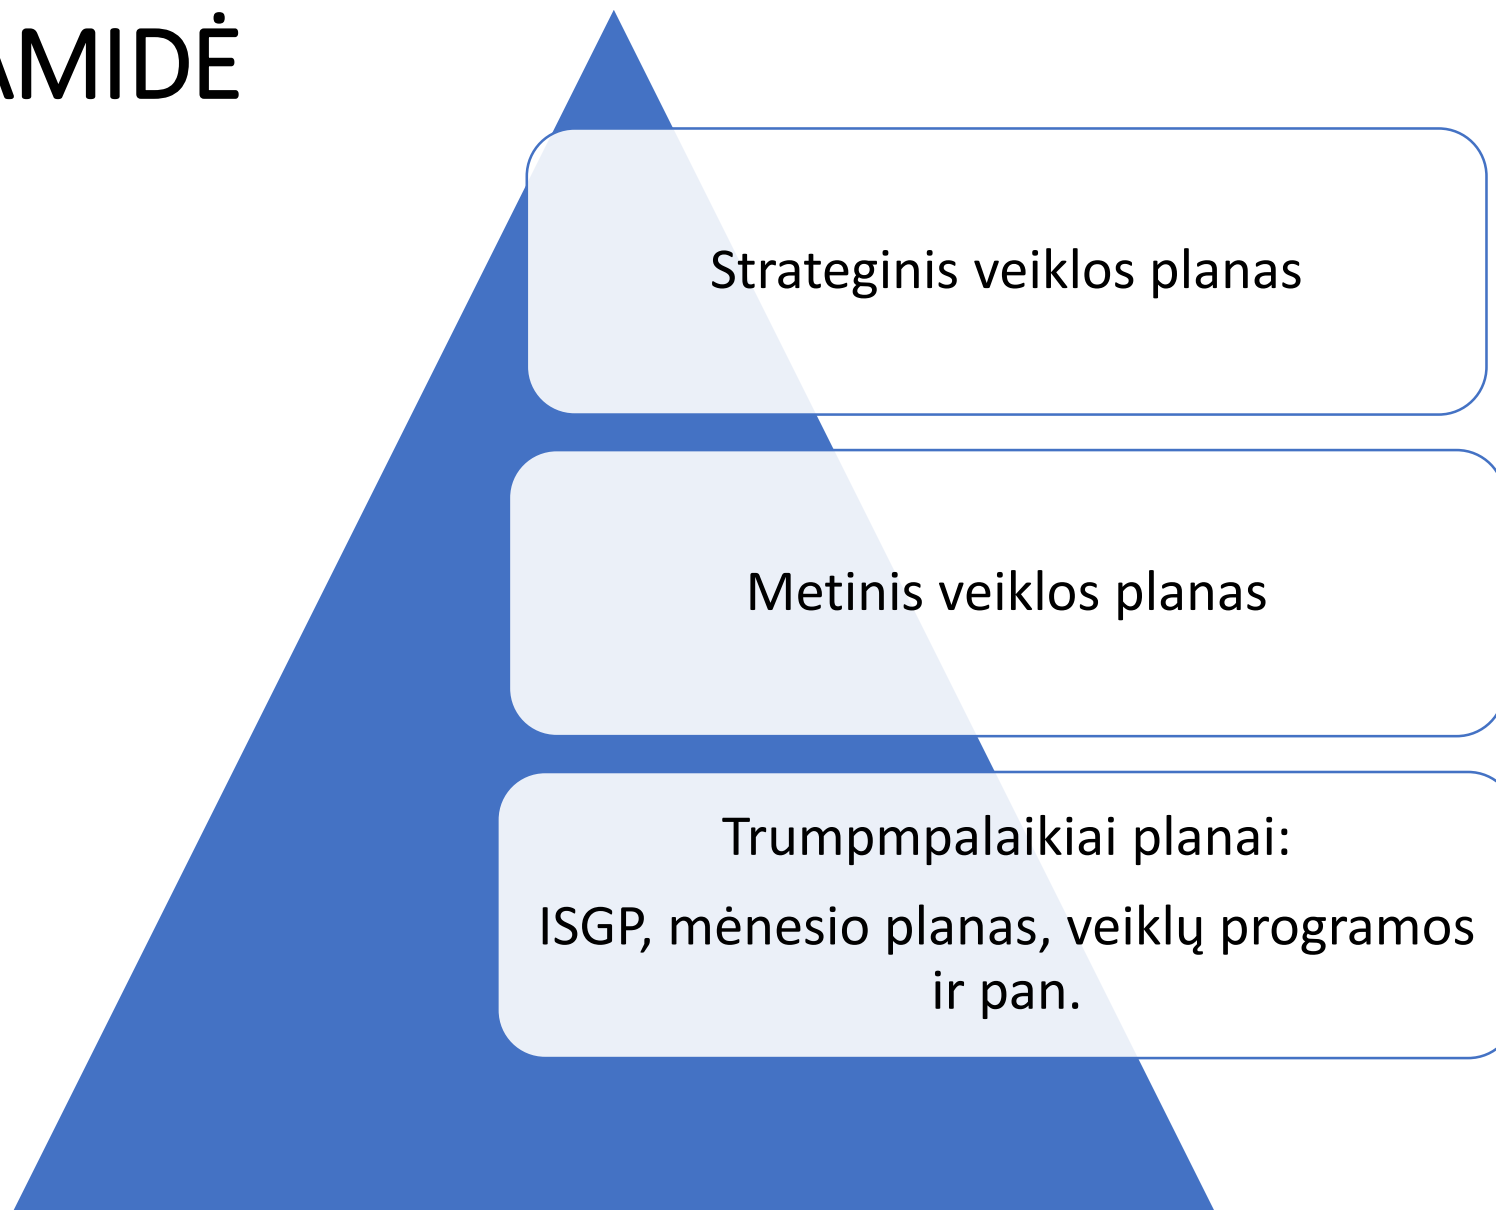 AMIDĖ
Strateginis veiklos planas
Metinis veiklos planas
Trumpmpalaikiai planai:
ISGP, mėnesio planas, veiklų programos
ir pan.